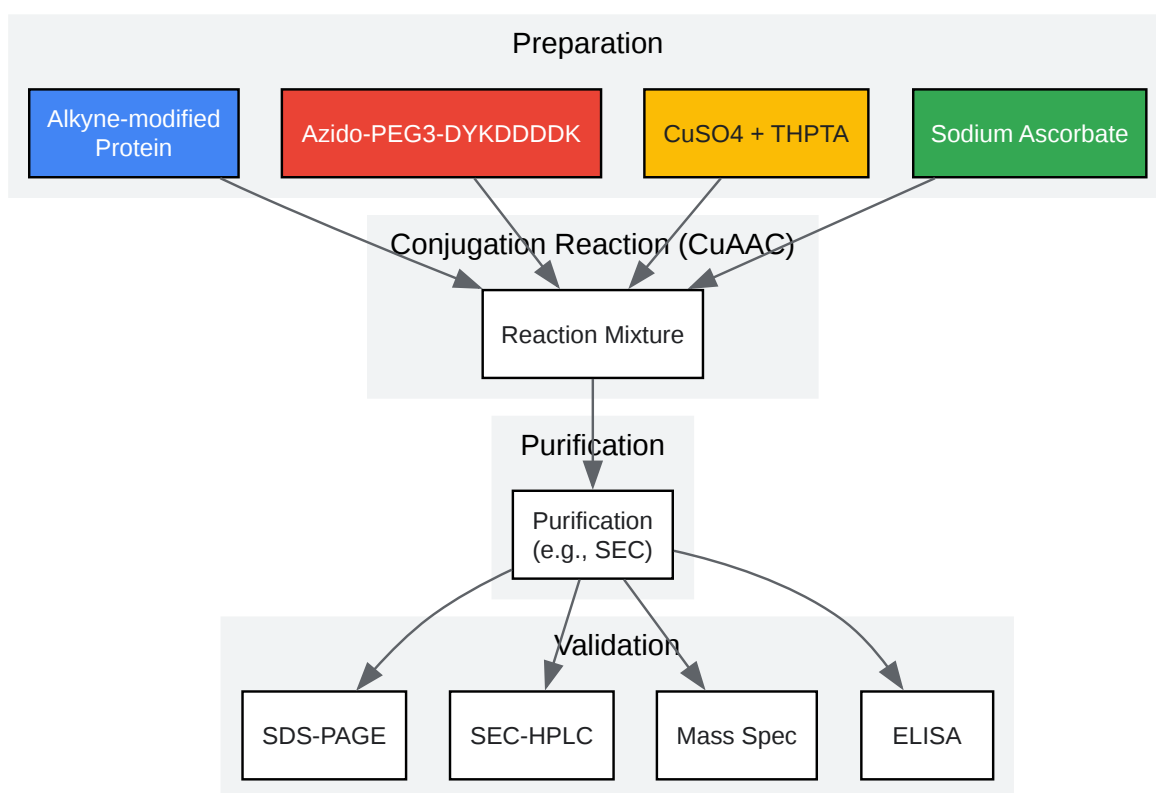 Preparation
Alkyne-modified
Protein
Azido-PEG3-DYKDDDDK
CuSO4 + THPTA
Sodium Ascorbate
Conjugation Reaction (CuAAC)
Reaction Mixture
Purification
Purification
(e.g., SEC)
Validation
SDS-PAGE
SEC-HPLC
Mass Spec
ELISA